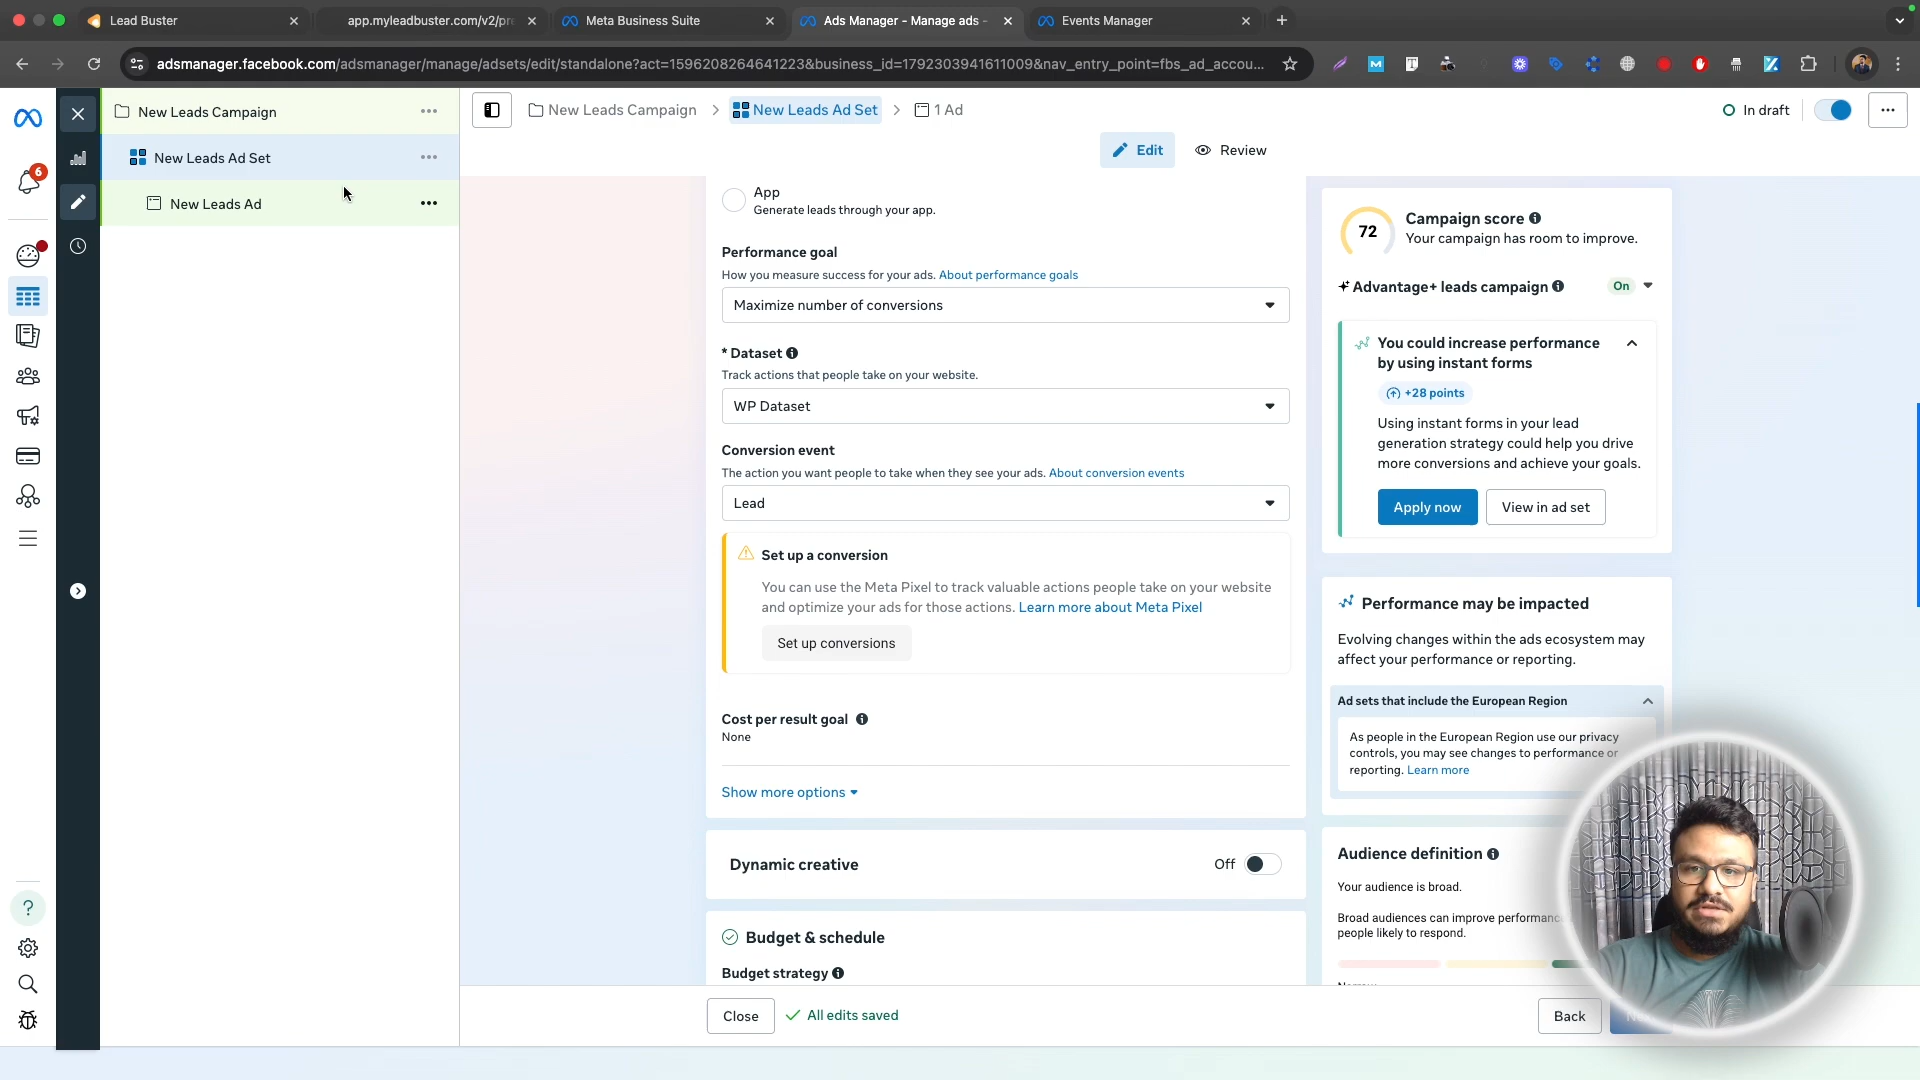 Lead Buster
app.myleadbuster.com/v2/pre
Meta Business Suite
Ads Manager - Manage ads -
Events Manager
adsmanager.facebook.com/adsmanager/manage/adsets/edit/standalone?act=1596208264641223&business_id=1792303941611009&nav_entry_point=fbs_ad_accou...
New Leads Campaign
New Leads Ad Set
New Leads Ad
6
New Leads Campaign
New Leads Ad Set
1 Ad
In draft
Edit
Review
App
Generate leads through your app.
Performance goal
How you measure success for your ads. About performance goals
Maximize number of conversions
* Dataset
Track actions that people take on your website.
WP Dataset
Conversion event
The action you want people to take when they see your ads. About conversion events
Lead
Set up a conversion
You can use the Meta Pixel to track valuable actions people take on your website
and optimize your ads for those actions. Learn more about Meta Pixel
Set up conversions
Cost per result goal
None
Show more options
Dynamic creative
Off
Budget & schedule
Budget strategy
Close
All edits saved
Back
72
Campaign score
Your campaign has room to improve.
Advantage+ leads campaign
On
You could increase performance
by using instant forms
+28 points
Using instant forms in your lead
generation strategy could help you drive
more conversions and achieve your goals.
Apply now
View in ad set
Performance may be impacted
Evolving changes within the ads ecosystem may
affect your performance or reporting.
Ad sets that include the European Region
As people in the European Region use our privacy
controls, you may see changes to performance or
reporting. Learn more
Audience definition
Your audience is broad.
Broad audiences can improve performance
people likely to respond.